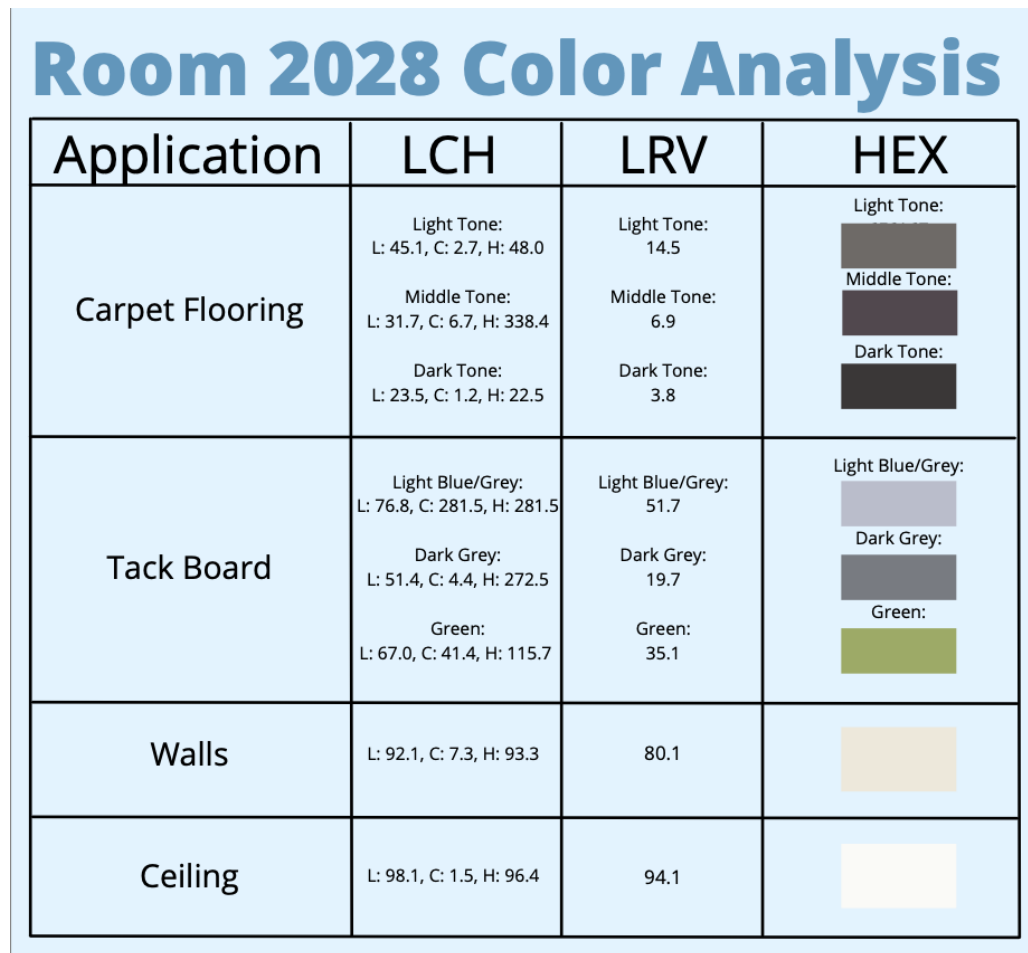 Room 2028 Color Analysis
Application
LCH
LRV
HEX
Carpet Flooring
Light Tone:
L: 45.1, C: 2.7, H: 48.0
Middle Tone:
L: 31.7, C: 6.7, H: 338.4
Dark Tone:
L: 23.5, C: 1.2, H: 22.5
Light Tone:
14.5
Middle Tone:
6.9
Dark Tone:
3.8
Light Tone:
Middle Tone:
Dark Tone:
Tack Board
Light Blue/Grey:
L: 76.8, C: 281.5, H: 281.5
Dark Grey:
L: 51.4, C: 4.4, H: 272.5
Green:
L: 67.0, C: 41.4, H: 115.7
Light Blue/Grey:
51.7
Dark Grey:
19.7
Green:
35.1
Light Blue/Grey:
Dark Grey:
Green:
Walls
L: 92.1, C: 7.3, H: 93.3
80.1
Ceiling
L: 98.1, C: 1.5, H: 96.4
94.1